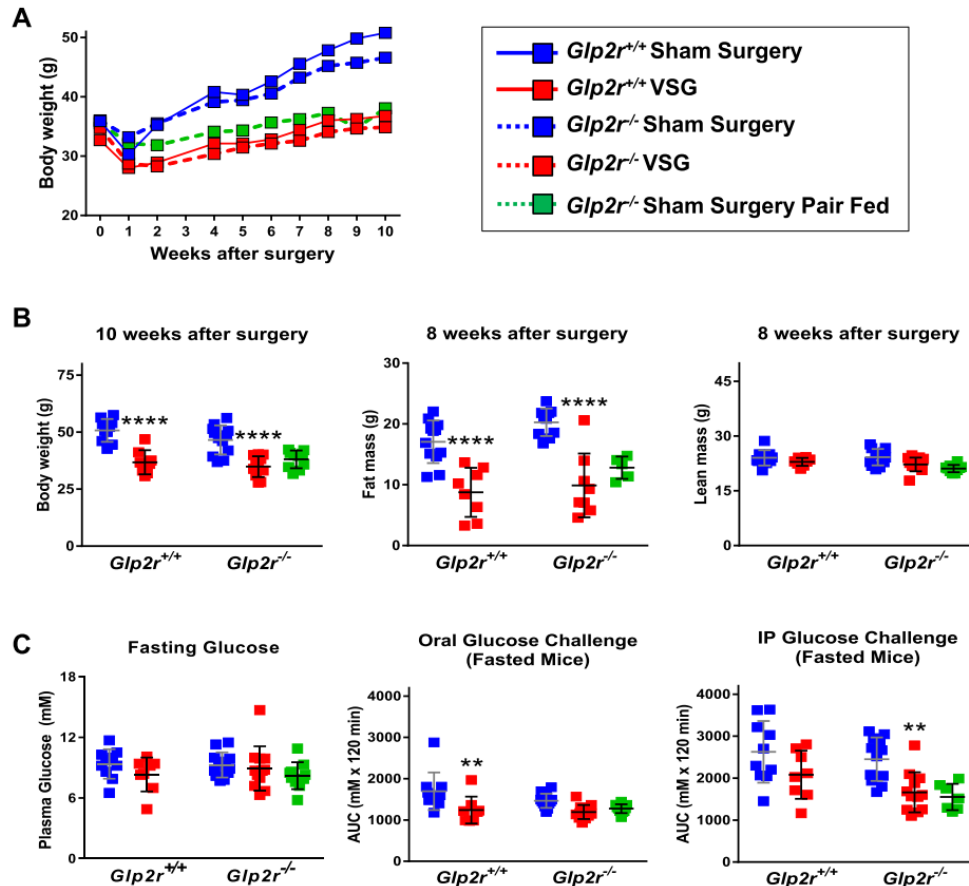 A
Body weight (g)
50
40
30
20
0 1 2 4 5 6 7 8 9 10
Weeks after surgery
Glp2r+/+ Sham Surgery
Glp2r+/+ VSG
Glp2r-/- Sham Surgery
Glp2r-/- VSG
Glp2r-/- Sham Surgery Pair Fed
B
10 weeks after surgery
Body weight (g)
75
50
25
0
**** ****
Glp2r+/+ Glp2r-/-
8 weeks after surgery
Fat mass (g)
30
20
10
0
**** ****
Glp2r+/+ Glp2r-/-
8 weeks after surgery
Lean mass (g)
45
30
15
0
Glp2r+/+ Glp2r-/-
C
Fasting Glucose
Plasma Glucose (mM)
18
12
6
0
Glp2r+/+ Glp2r-/-
Oral Glucose Challenge
(Fasted Mice)
AUC (mM x 120 min)
4000
3000
2000
1000
0
**
Glp2r+/+ Glp2r-/-
IP Glucose Challenge
(Fasted Mice)
AUC (mM x 120 min)
4000
3000
2000
1000
0
**
Glp2r+/+ Glp2r-/-